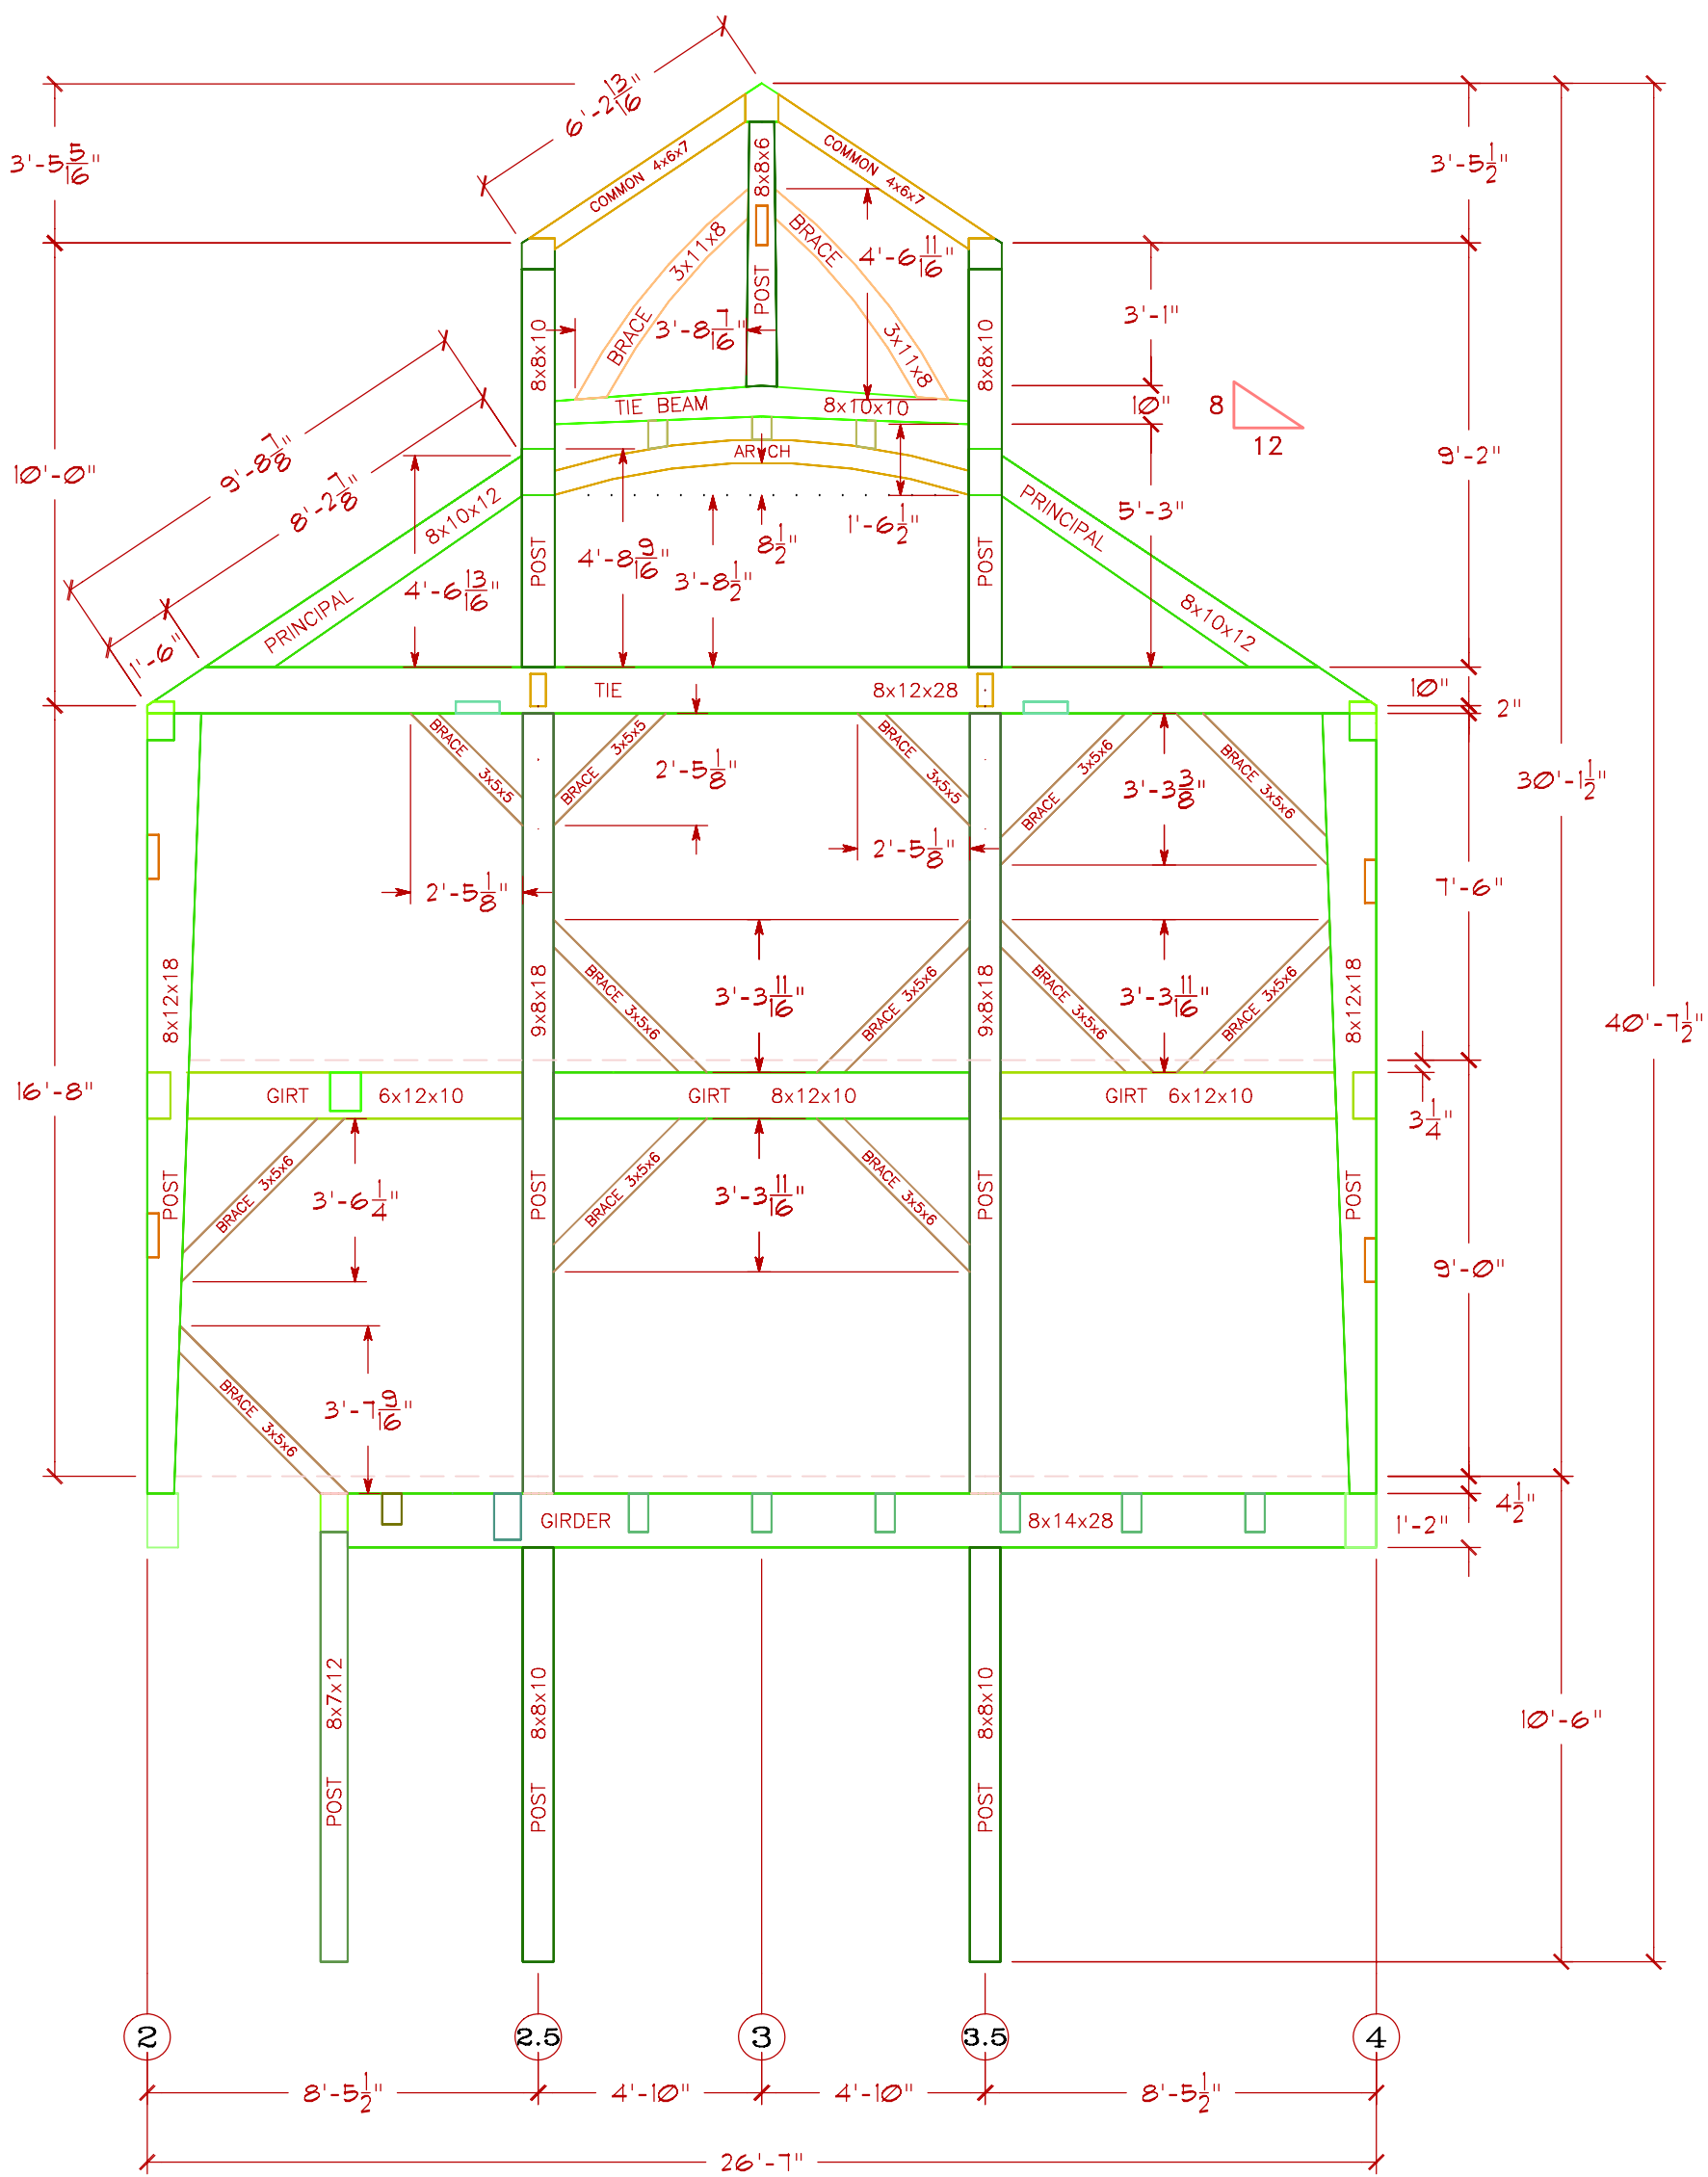 6'-2 13/16"
3'-5 5/16"
3'-5 1/2"
COMMON 4x6x7
COMMON 4x6x7
8x8x6
POST
BRACE 3x11x8
BRACE 3x11x8
4'-6 11/16"
3'-8 7/16"
3'-1"
8x8x10
8x8x10
10"
8
12
TIE BEAM 8x10x10
ARCH
10'-0"
9'-8 7/8"
8'-2 7/8"
1'-6"
9'-2"
5'-3"
PRINCIPAL 8x10x12
PRINCIPAL 8x10x12
POST
POST
4'-6 13/16"
4'-8 9/16"
3'-8 1/2"
8 1/2"
1'-6 1/2"
TIE 8x12x28
10"
2"
BRACE 3x5x5
BRACE 3x5x5
BRACE 3x5x5
BRACE 3x5x6
BRACE 3x5x6
2'-5 1/8"
3'-3 3/8"
30'-1 1/2"
2'-5 1/8"
2'-5 1/8"
7'-6"
8x12x18
9x8x18
9x8x18
8x12x18
BRACE 3x5x6
BRACE 3x5x6
BRACE 3x5x6
BRACE 3x5x6
3'-3 11/16"
3'-3 11/16"
40'-7 1/2"
16'-8"
GIRT 6x12x10
GIRT 8x12x10
GIRT 6x12x10
3 1/4"
POST
POST
POST
POST
BRACE 3x5x6
BRACE 3x5x6
BRACE 3x5x6
3'-6 1/4"
3'-3 11/16"
9'-0"
BRACE 3x5x6
3'-7 9/16"
GIRDER 8x14x28
4 1/2"
1'-2"
POST 8x7x12
POST 8x8x10
POST 8x8x10
10'-6"
2
2.5
3
3.5
4
8'-5 1/2"
4'-10"
4'-10"
8'-5 1/2"
26'-7"